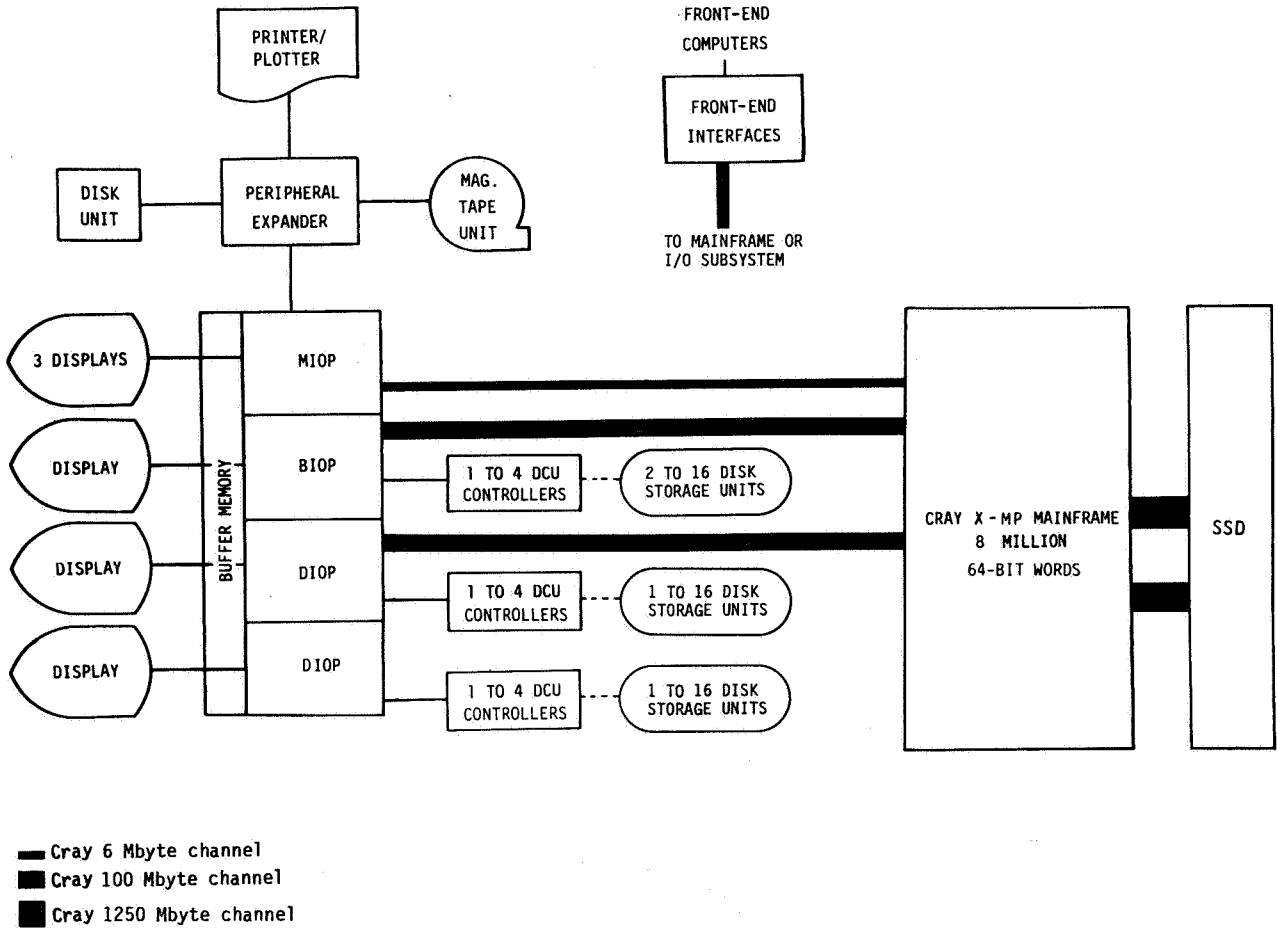 PRINTER/
PLOTTER
FRONT-END
COMPUTERS
FRONT-END
INTERFACES
TO MAINFRAME OR
I/O SUBSYSTEM
DISK
UNIT
PERIPHERAL
EXPANDER
MAG.
TAPE
UNIT
3 DISPLAYS
DISPLAY
DISPLAY
DISPLAY
BUFFER MEMORY
MIOP
BIOP
DIOP
DIOP
1 TO 4 DCU
CONTROLLERS
2 TO 16 DISK
STORAGE UNITS
1 TO 4 DCU
CONTROLLERS
1 TO 16 DISK
STORAGE UNITS
1 TO 4 DCU
CONTROLLERS
1 TO 16 DISK
STORAGE UNITS
CRAY X-MP MAINFRAME
8 MILLION
64-BIT WORDS
SSD
Cray 6 Mbyte channel
Cray 100 Mbyte channel
Cray 1250 Mbyte channel